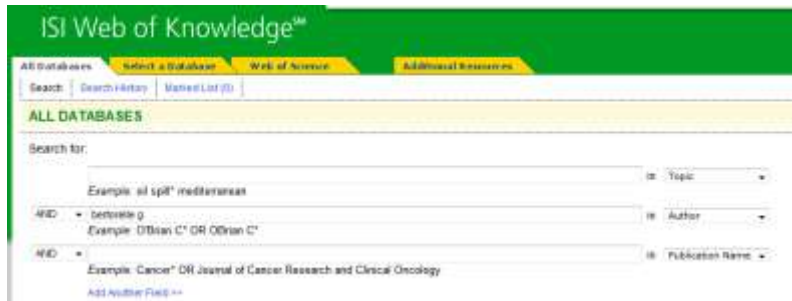 ISI Web of Knowledge℠
All Databases Select a Database Web of Science Additional Resources
Search Search History Marked List (0)
ALL DATABASES
Search for:
in Topic
Example: oil spill* mediterranean
AND bertorelle g in Author
Example: O'Brian C* OR OBrian C*
AND in Publication Name
Example: Cancer* OR Journal of Cancer Research and Clinical Oncology
Add Another Field >>